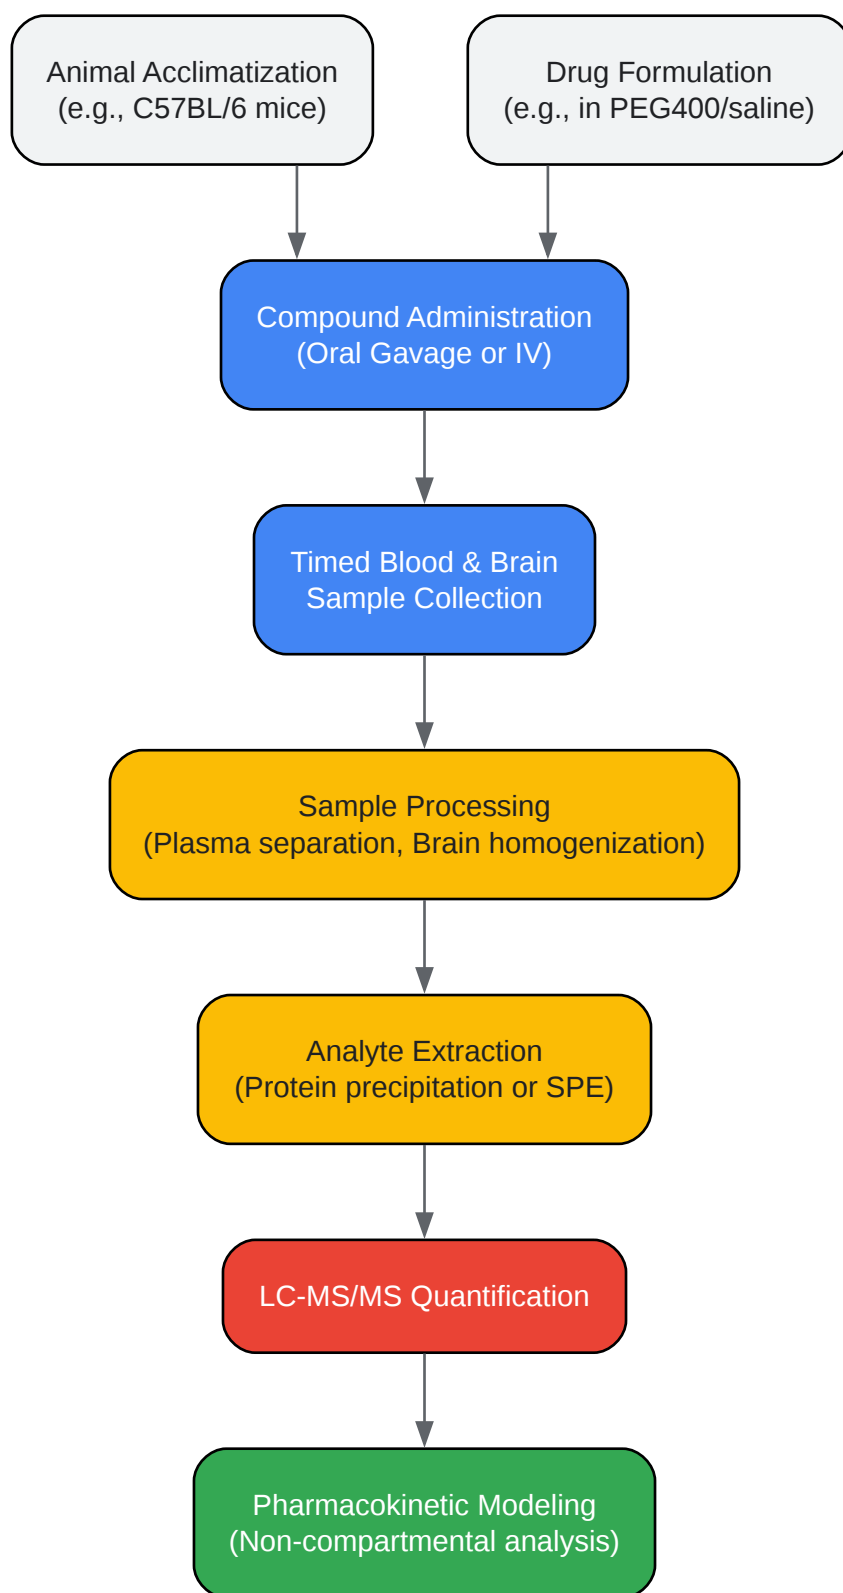 Animal Acclimatization
(e.g., C57BL/6 mice)
Drug Formulation
(e.g., in PEG400/saline)
Compound Administration
(Oral Gavage or IV)
Timed Blood & Brain
Sample Collection
Sample Processing
(Plasma separation, Brain homogenization)
Analyte Extraction
(Protein precipitation or SPE)
LC-MS/MS Quantification
Pharmacokinetic Modeling
(Non-compartmental analysis)